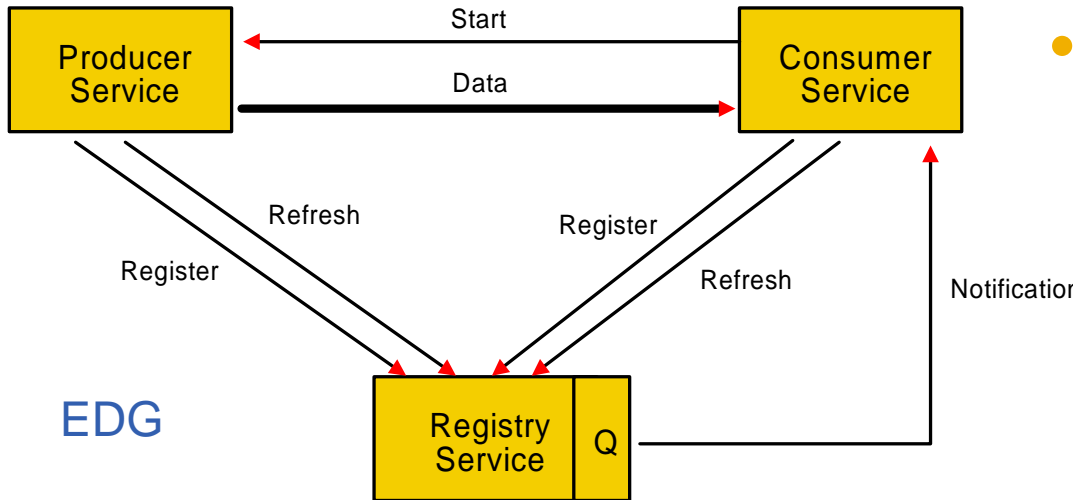 Start
Producer
Service
Consumer
Service
Data
Refresh
Register
Register
Refresh
Notification
EDG
Registry
Service
Q